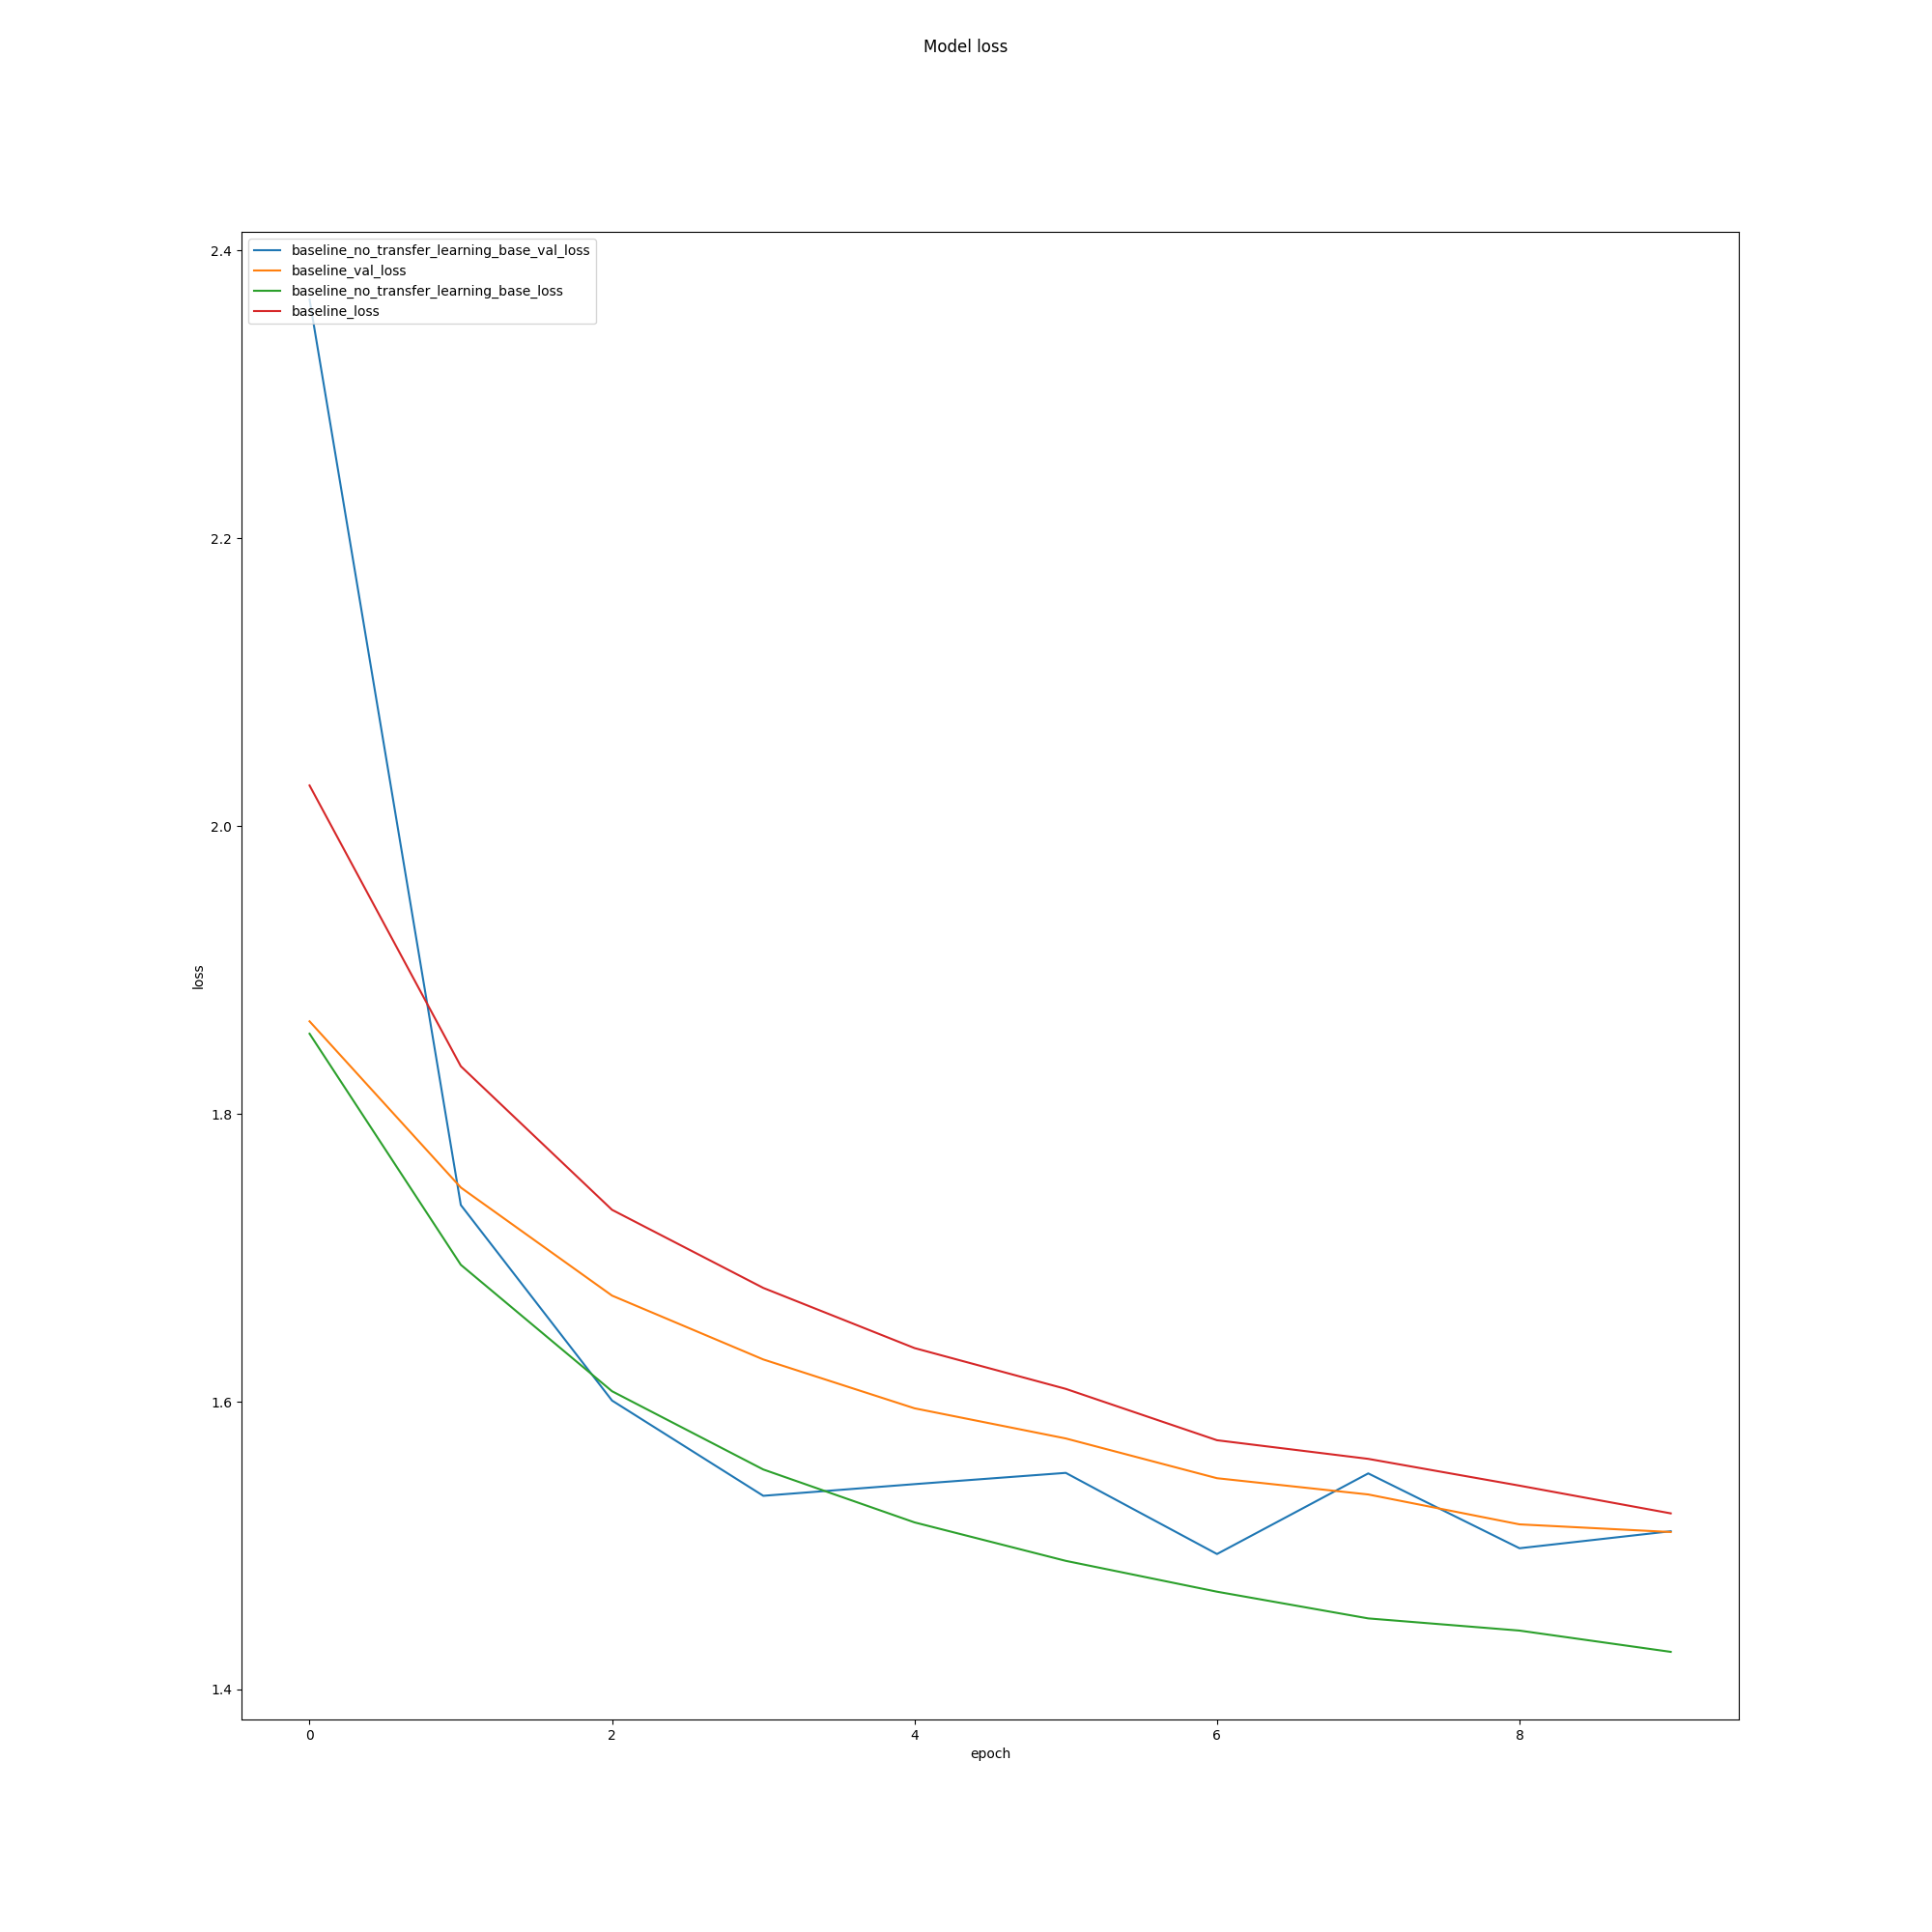 Model loss
baseline_no_transfer_learning_base_val_loss
baseline_val_loss
baseline_no_transfer_learning_base_loss
baseline_loss
2.4
2.2
2.0
1.8
1.6
1.4
loss
0 2 4 6 8
epoch